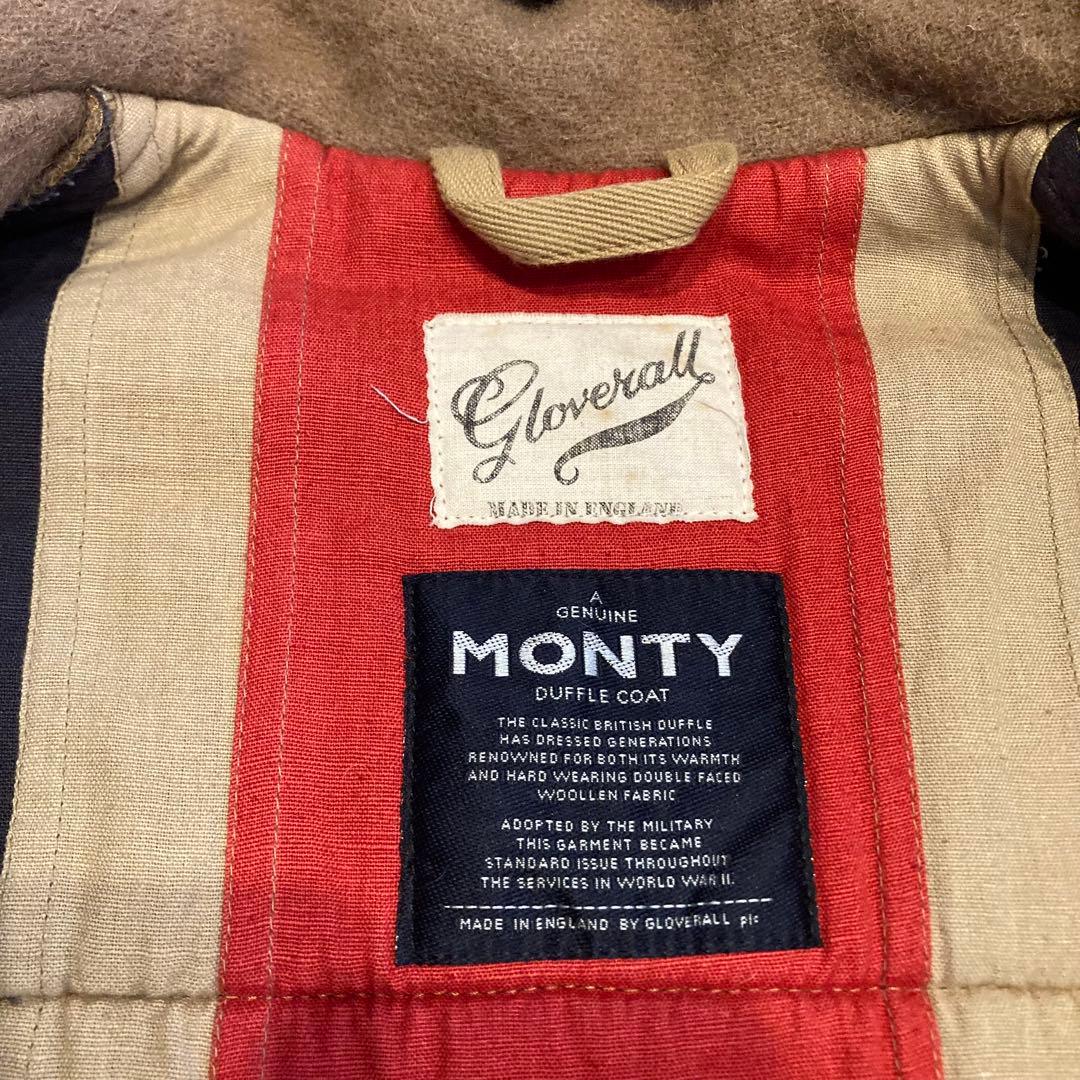 Gloverall
MADE IN ENGLAND
A
GENUINE
MONTY
DUFFLE COAT
THE CLASSIC BRITISH DUFFLE
HAS DRESSED GENERATIONS
RENOWNED FOR BOTH ITS WARMTH
AND HARD WEARING DOUBLE FACED
WOOLLEN FABRIC
ADOPTED BY THE MILITARY
THIS GARMENT BECAME
STANDARD ISSUE THROUGHOUT
THE SERVICES IN WORLD WAR II.
MADE IN ENGLAND BY GLOVERALL plc